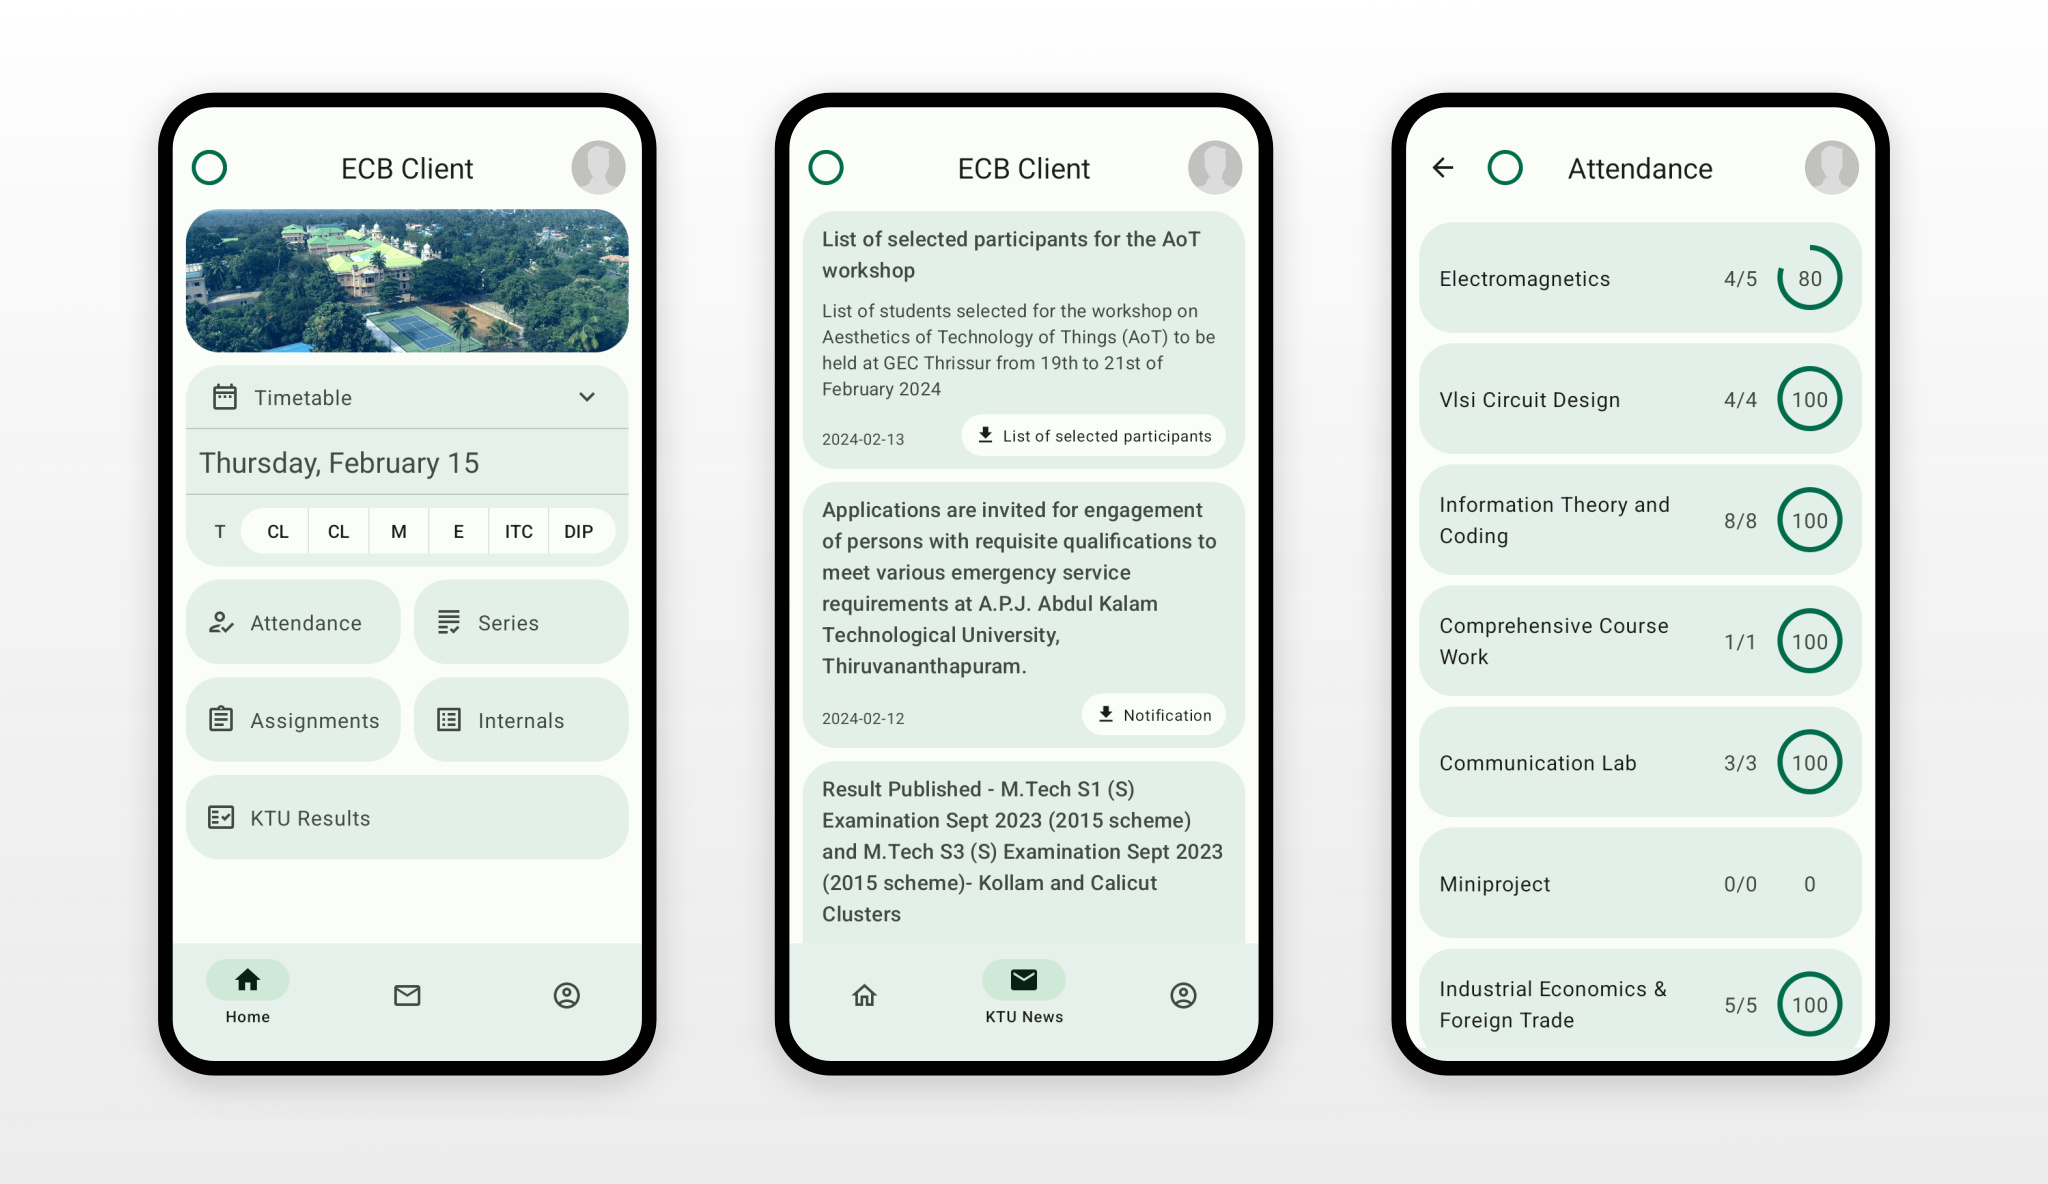 ECB Client
Timetable
Thursday, February 15
T CL CL M E ITC DIP
Attendance
Series
Assignments
Internals
KTU Results
Home
ECB Client
List of selected participants for the AoT
workshop
List of students selected for the workshop on
Aesthetics of Technology of Things (AoT) to be
held at GEC Thrissur from 19th to 21st of
February 2024
2024-02-13
List of selected participants
Applications are invited for engagement
of persons with requisite qualifications to
meet various emergency service
requirements at A.P.J. Abdul Kalam
Technological University,
Thiruvananthapuram.
2024-02-12
Notification
Result Published - M.Tech S1 (S)
Examination Sept 2023 (2015 scheme)
and M.Tech S3 (S) Examination Sept 2023
(2015 scheme)- Kollam and Calicut
Clusters
KTU News
Attendance
Electromagnetics 4/5 80
Vlsi Circuit Design 4/4 100
Information Theory and
Coding
8/8 100
Comprehensive Course
Work
1/1 100
Communication Lab 3/3 100
Miniproject 0/0 0
Industrial Economics &
Foreign Trade
5/5 100